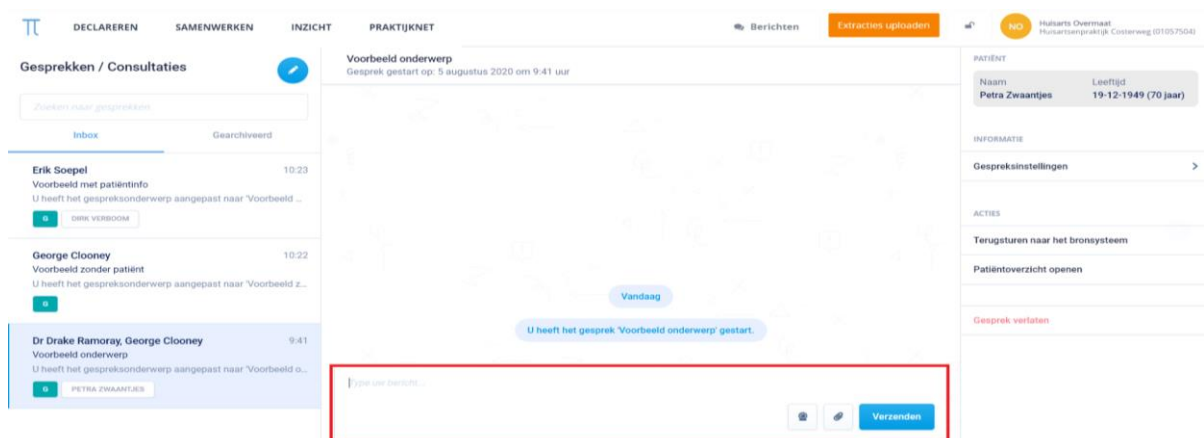 DECLAREREN SAMENWERKEN INZICHT PRAKTIJKNET Berichten Extracties uploaden NO Huisarts Overmaat
Huisartsenpraktijk Costerweg (01057504)
Gesprekken / Consultaties
Zoeken naar gesprekken
Inbox Gearchiveerd
Erik Soepel 10:23
Voorbeeld met patiëntinfo
U heeft het gespreksonderwerp aangepast naar 'Voorbeeld ...
G DIRK VERBOOM
George Clooney 10:22
Voorbeeld zonder patiënt
U heeft het gespreksonderwerp aangepast naar 'Voorbeeld z...
G
Dr Drake Ramoray, George Clooney 9:41
Voorbeeld onderwerp
U heeft het gespreksonderwerp aangepast naar 'Voorbeeld o...
G PETRA ZWAANTJES
Voorbeeld onderwerp
Gesprek gestart op: 5 augustus 2020 om 9:41 uur
Vandaag
U heeft het gesprek 'Voorbeeld onderwerp' gestart.
Type uw bericht...
Verzenden
PATIËNT
Naam Leeftijd
Petra Zwaantjes 19-12-1949 (70 jaar)
INFORMATIE
Gespreksinstellingen
ACTIES
Terugsturen naar het bronsysteem
Patiëntoverzicht openen
Gesprek verlaten